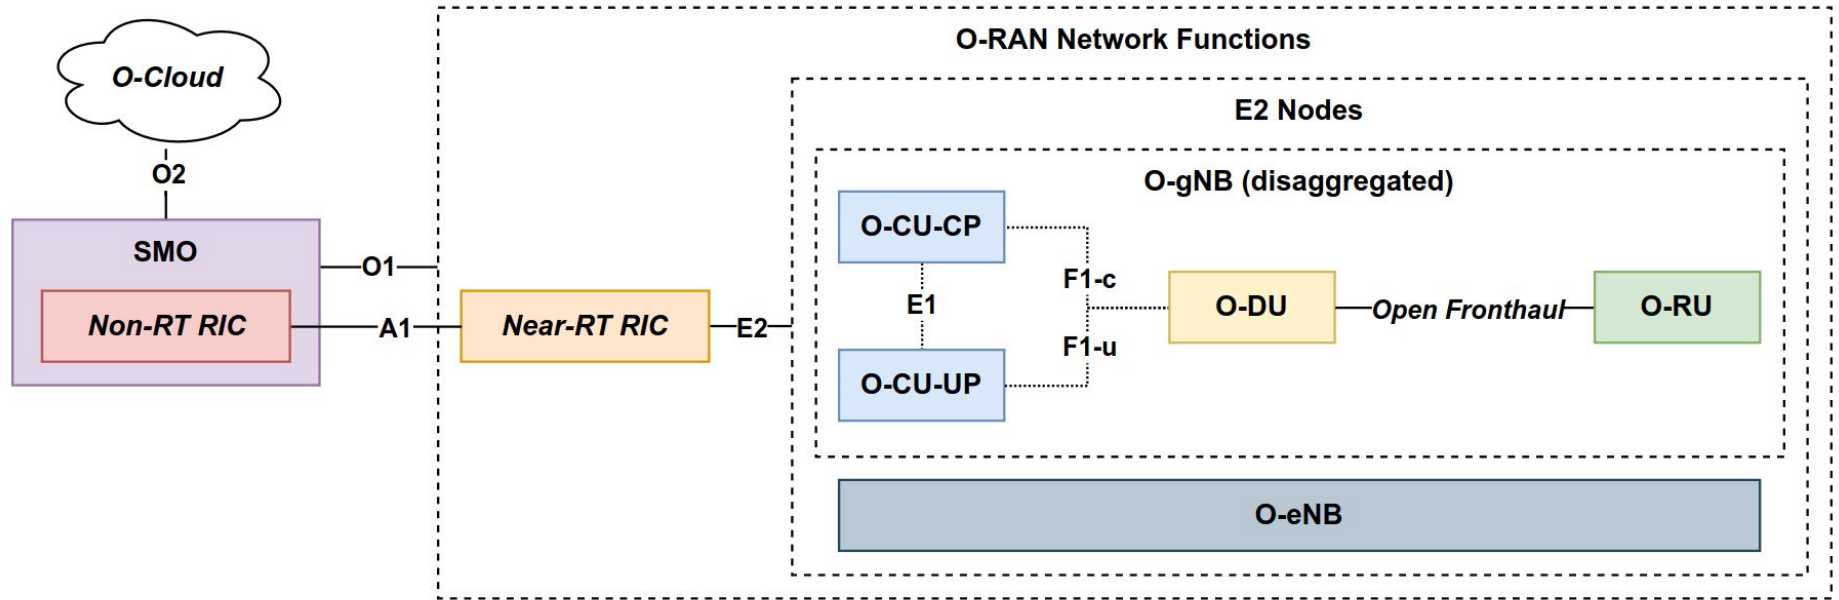 O-Cloud
O2
SMO
Non-RT RIC
O1
A1
O-RAN Network Functions
Near-RT RIC
E2
E2 Nodes
O-gNB (disaggregated)
O-CU-CP
E1
O-CU-UP
F1-c
F1-u
O-DU
Open Fronthaul
O-RU
O-eNB